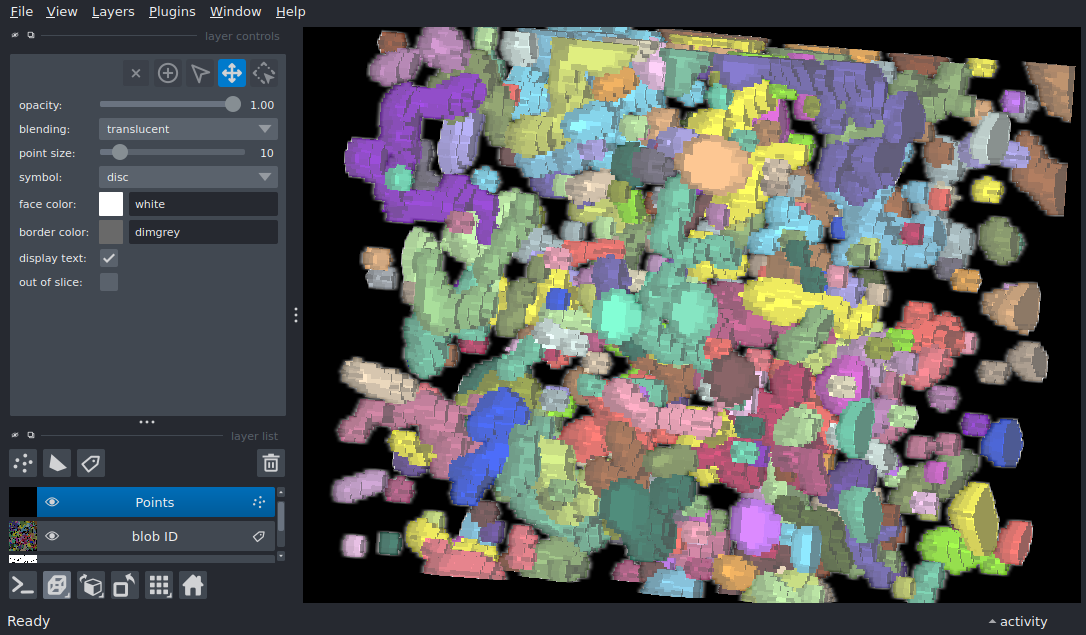 File View Layers Plugins Window Help
layer controls
opacity: 1.00
blending: translucent
point size: 10
symbol: disc
face color: white
border color: dimgrey
display text:
out of slice:
layer list
Points
blob ID
Ready
activity